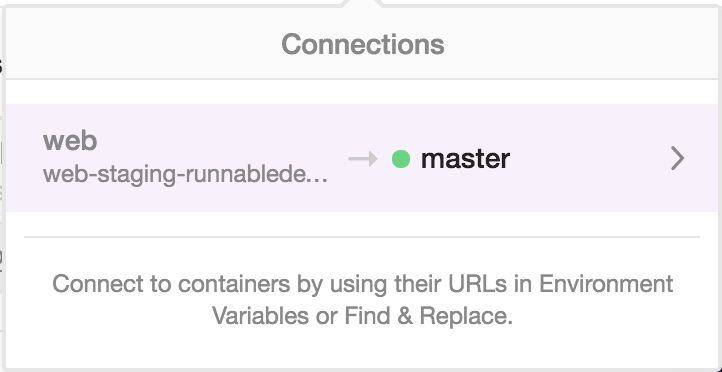 Connections
web
web-staging-runnablede...
master
Connect to containers by using their URLs in Environment
Variables or Find & Replace.